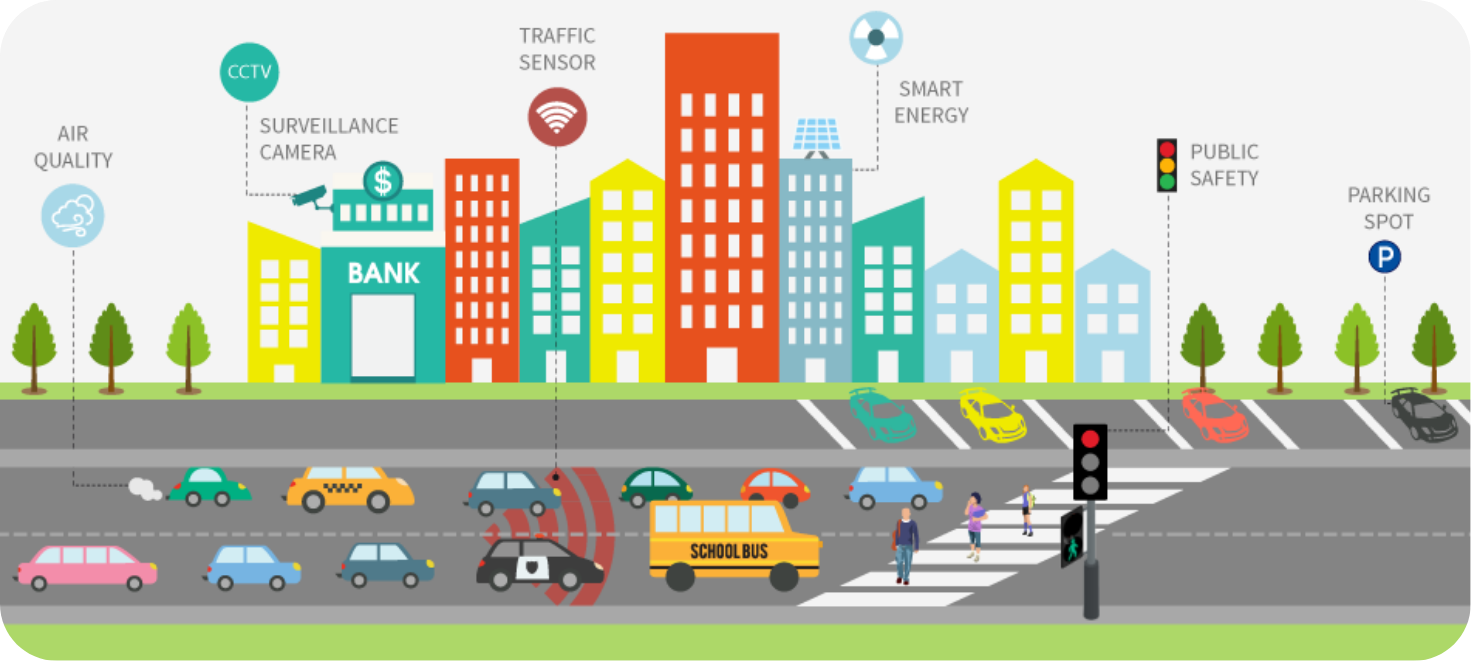 TRAFFIC
SENSOR
CCTV
SMART
ENERGY
SURVEILLANCE
CAMERA
AIR
QUALITY
PUBLIC
SAFETY
$
PARKING
SPOT
P
BANK
SCHOOL BUS